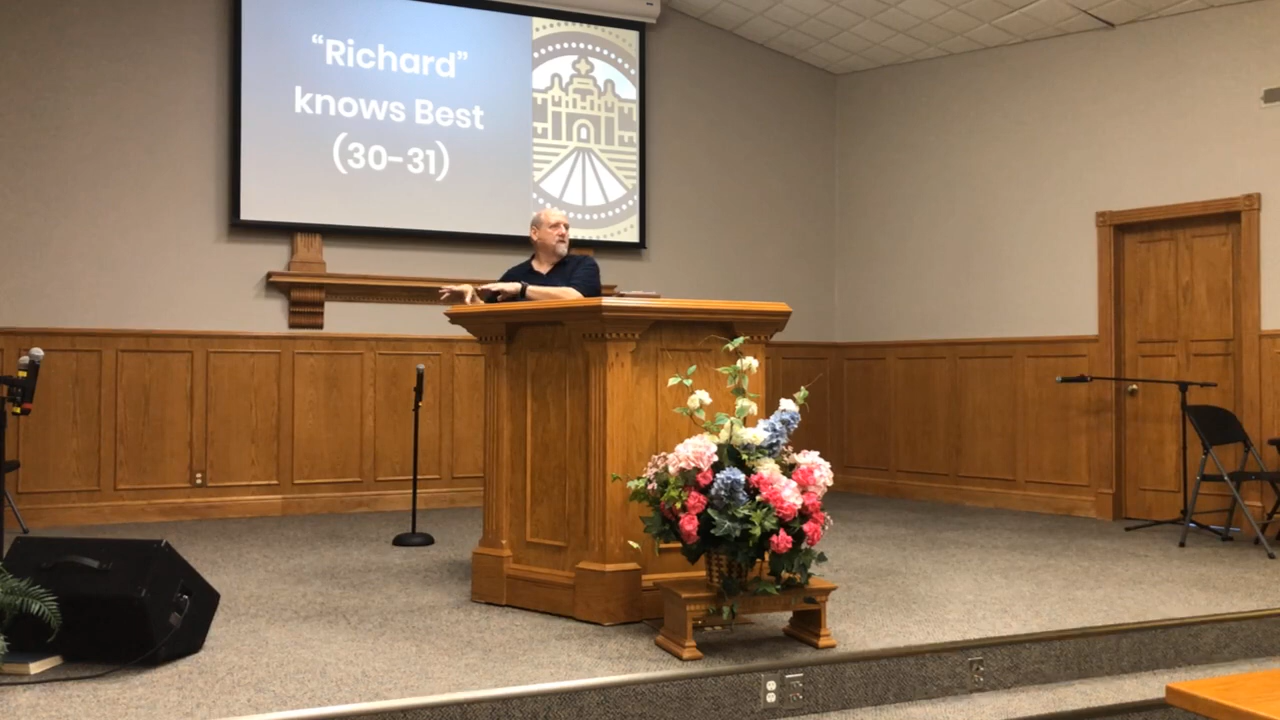 “Richard”
knows Best
(30-31)